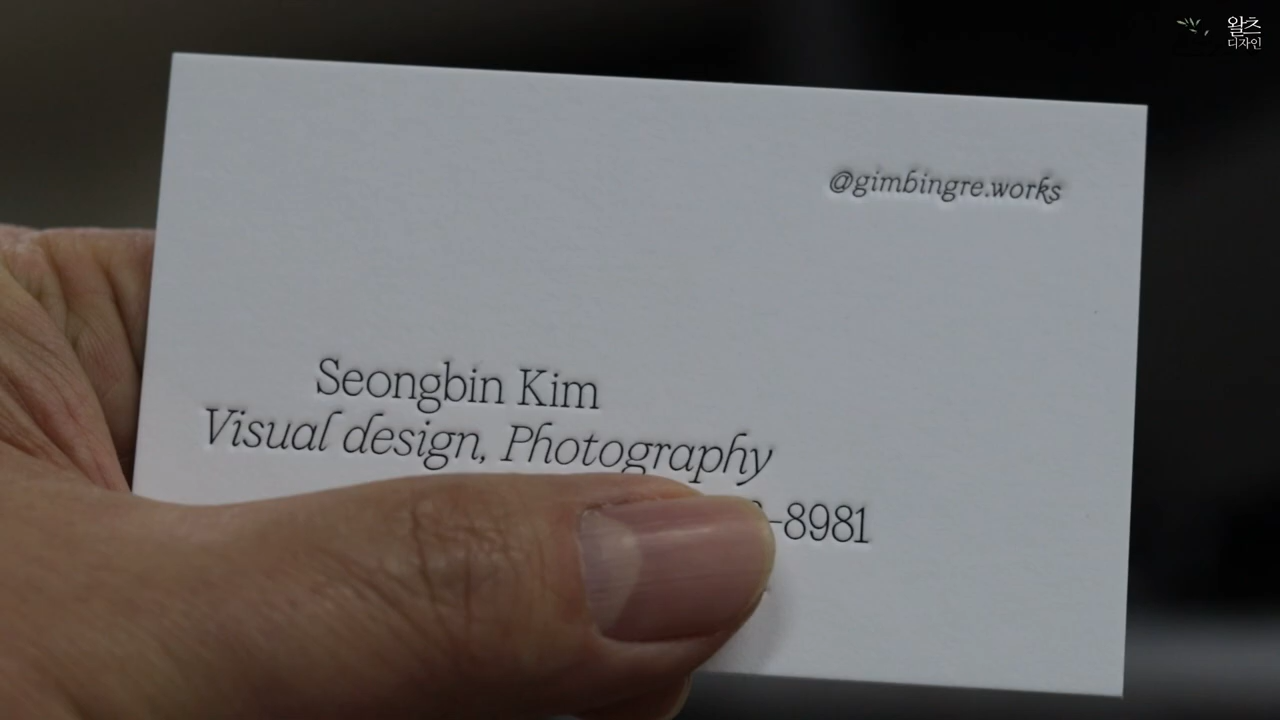 왈츠
디자인
@gimbingre.works
Seongbin Kim
Visual design, Photography
-8981